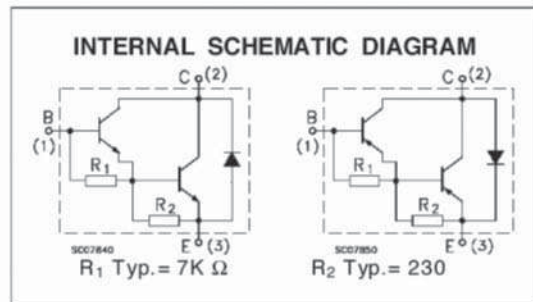 INTERNAL SCHEMATIC DIAGRAM
C (2)
B
(1)
R1
R2
SC07840
E (3)
C (2)
B
(1)
R1
R2
SC07850
E (3)
R1 Typ.= 7K Ω
R2 Typ.= 230